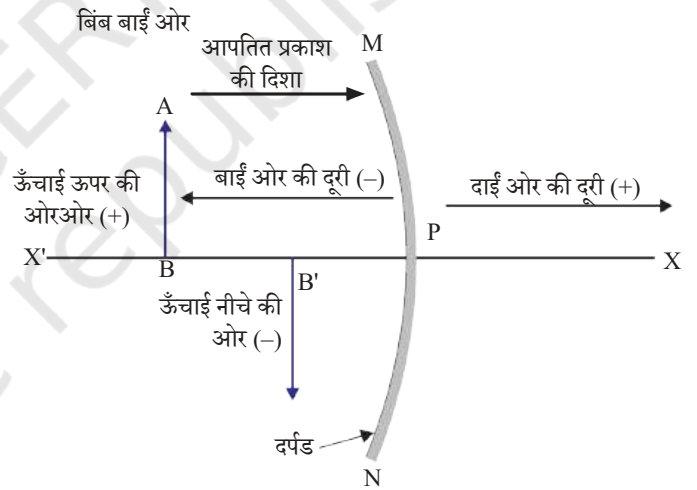 बिंब बाईं ओर
आपतित प्रकाश
की दिशा
M
A
ऊँचाई ऊपर की
ओरओर (+)
बाईं ओर की दूरी (–)
दाईं ओर की दूरी (+)
P
X'
B
B'
X
ऊँचाई नीचे की
ओर (–)
दर्पड
N